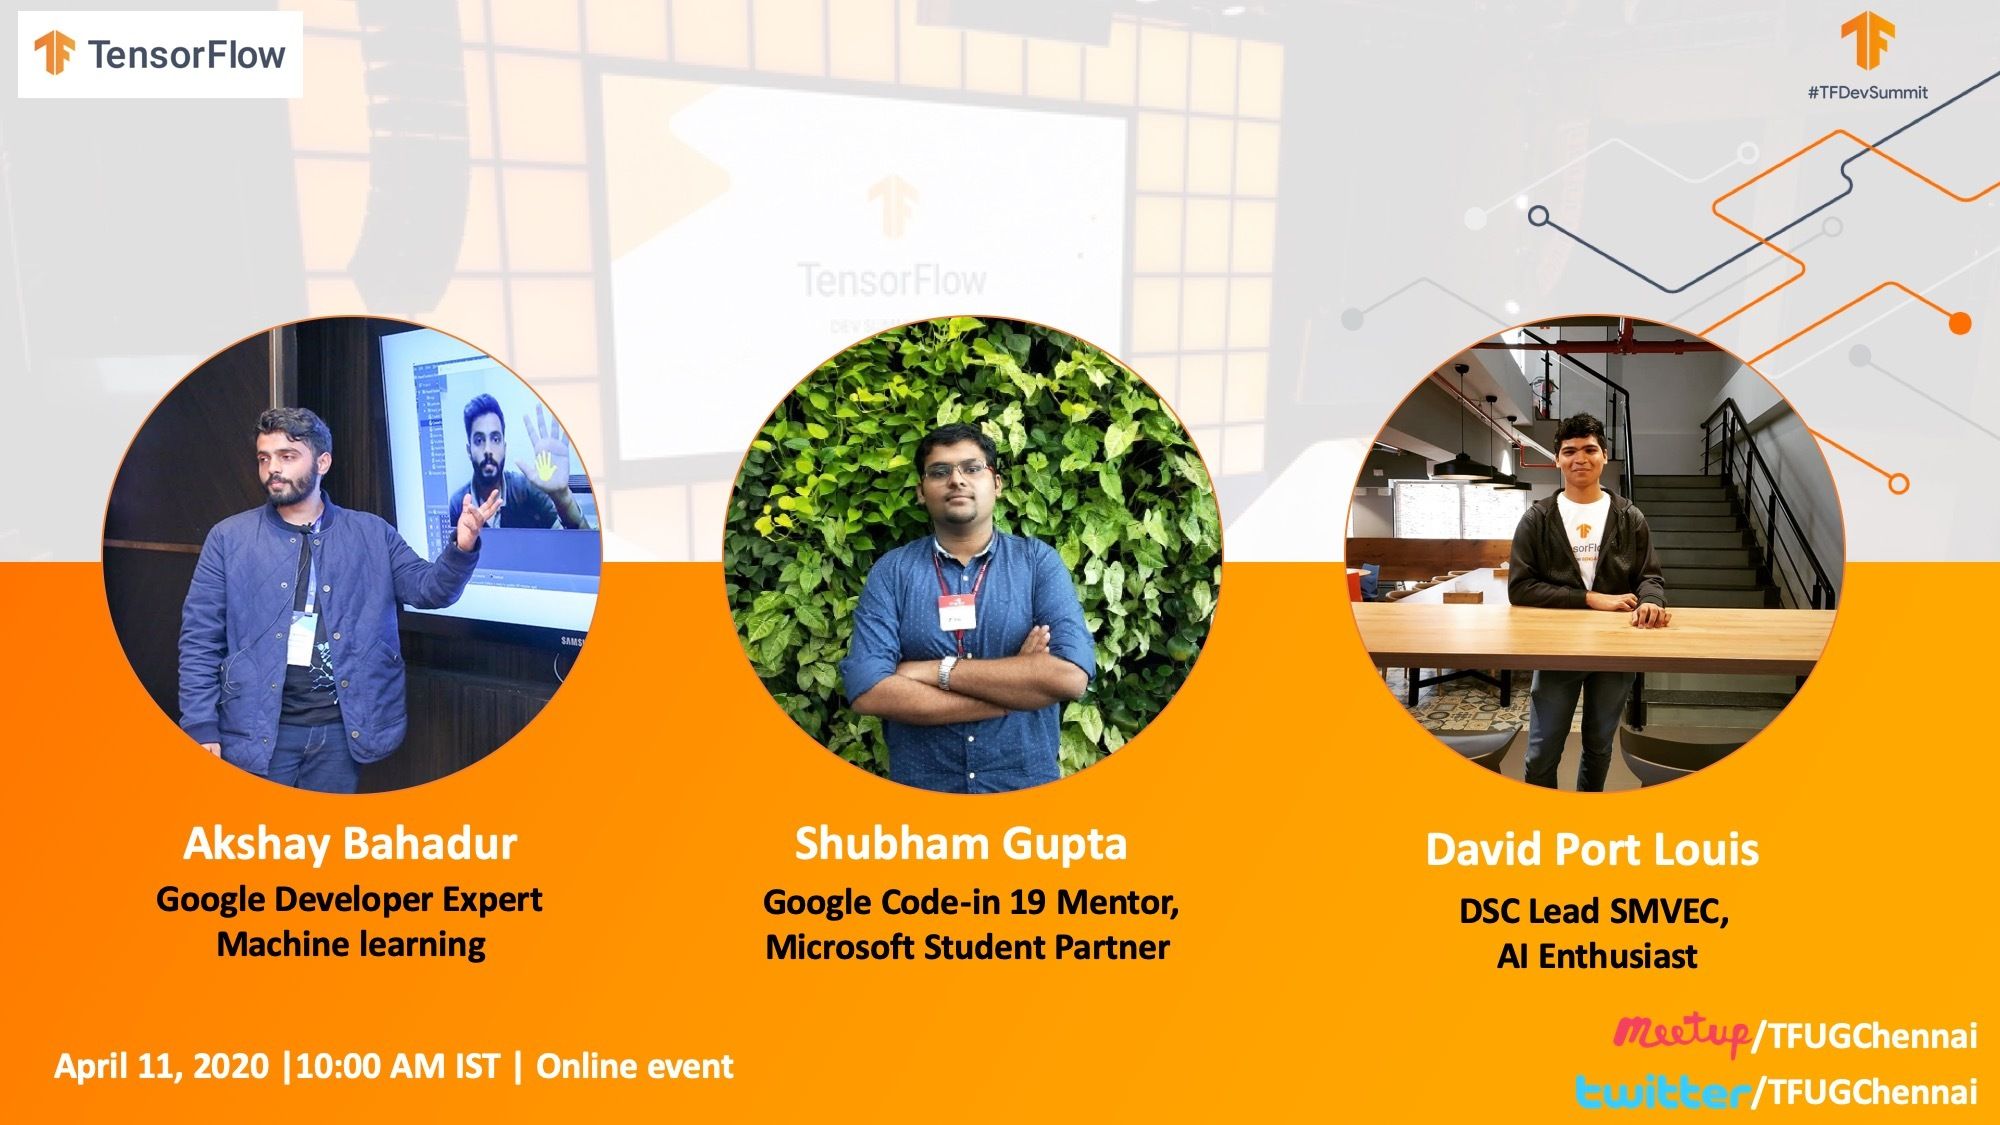 TensorFlow
#TFDevSummit
TensorFlow
SAMS
Akshay Bahadur
Google Developer Expert
Machine learning
Shubham Gupta
Google Code-in 19 Mentor,
Microsoft Student Partner
David Port Louis
DSC Lead SMVEC,
AI Enthusiast
April 11, 2020 |10:00 AM IST | Online event
meetup/TFUGChennai
twitter/TFUGChennai